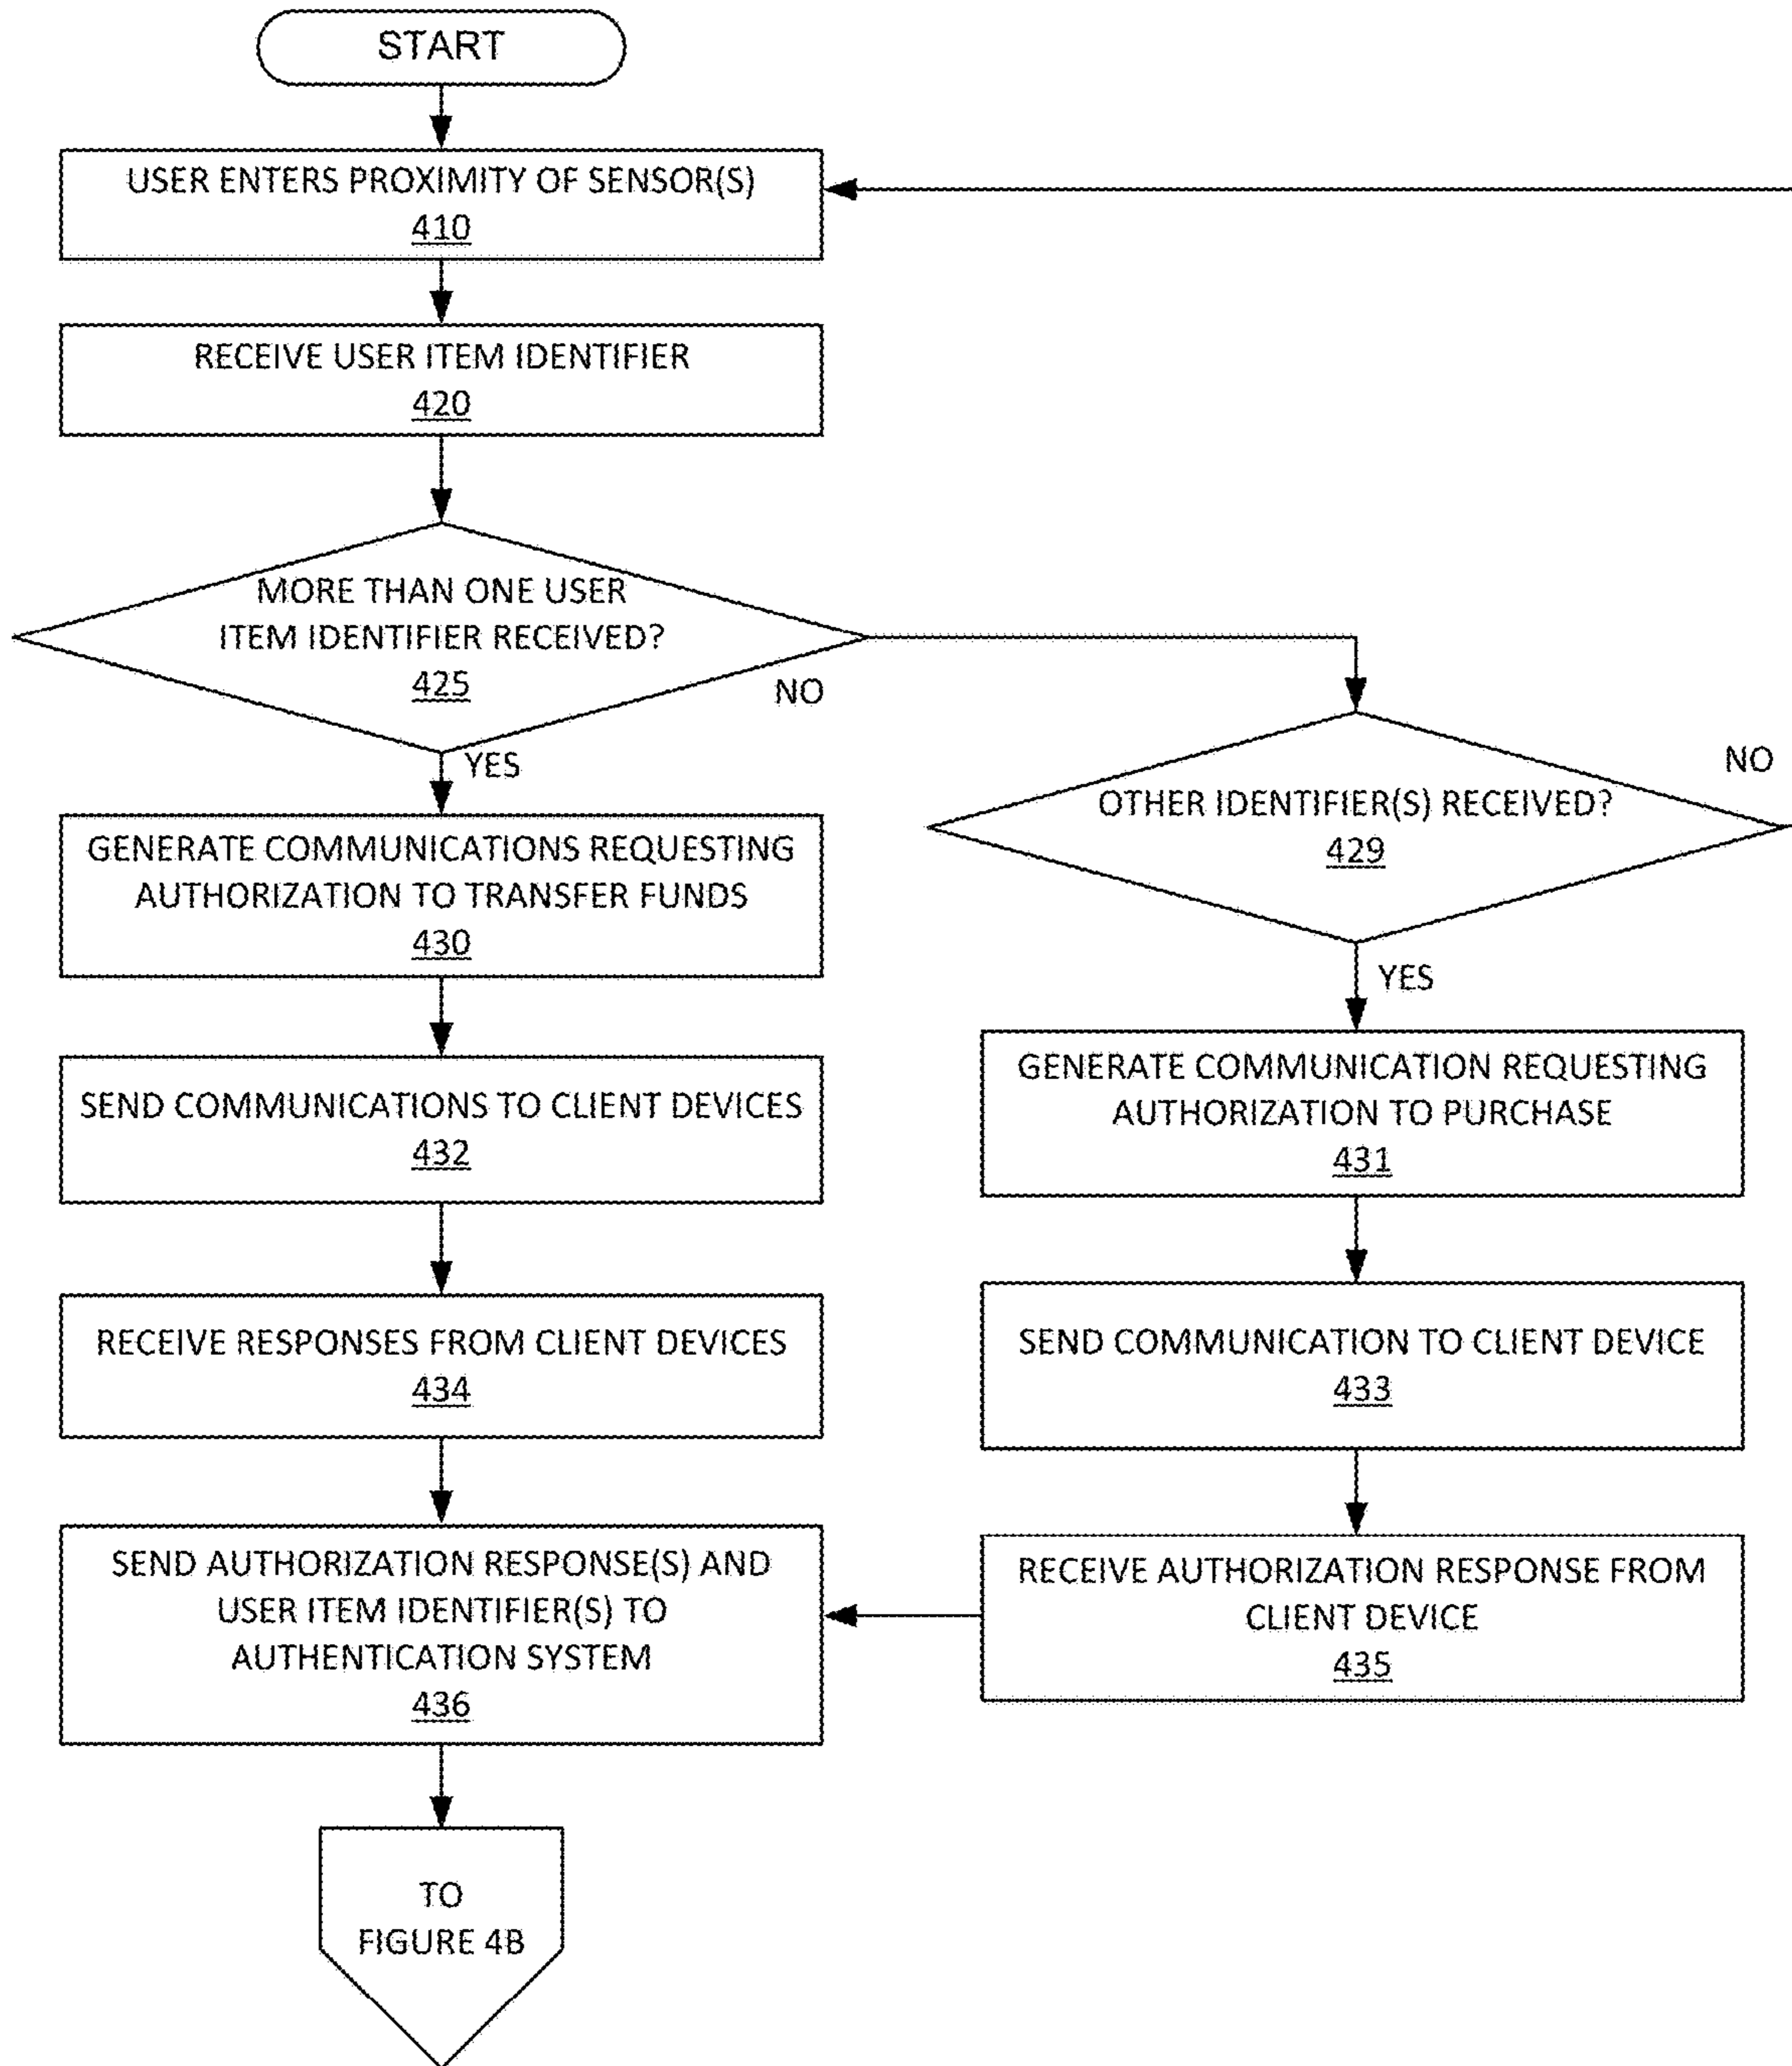 START
USER ENTERS PROXIMITY OF SENSOR(S)
410
RECEIVE USER ITEM IDENTIFIER
420
MORE THAN ONE USER
ITEM IDENTIFIER RECEIVED?
425
NO
YES
OTHER IDENTIFIER(S) RECEIVED?
429
NO
YES
GENERATE COMMUNICATIONS REQUESTING
AUTHORIZATION TO TRANSFER FUNDS
430
GENERATE COMMUNICATION REQUESTING
AUTHORIZATION TO PURCHASE
431
SEND COMMUNICATIONS TO CLIENT DEVICES
432
SEND COMMUNICATION TO CLIENT DEVICE
433
RECEIVE RESPONSES FROM CLIENT DEVICES
434
RECEIVE AUTHORIZATION RESPONSE FROM
CLIENT DEVICE
435
SEND AUTHORIZATION RESPONSE(S) AND
USER ITEM IDENTIFIER(S) TO
AUTHENTICATION SYSTEM
436
TO
FIGURE 4B